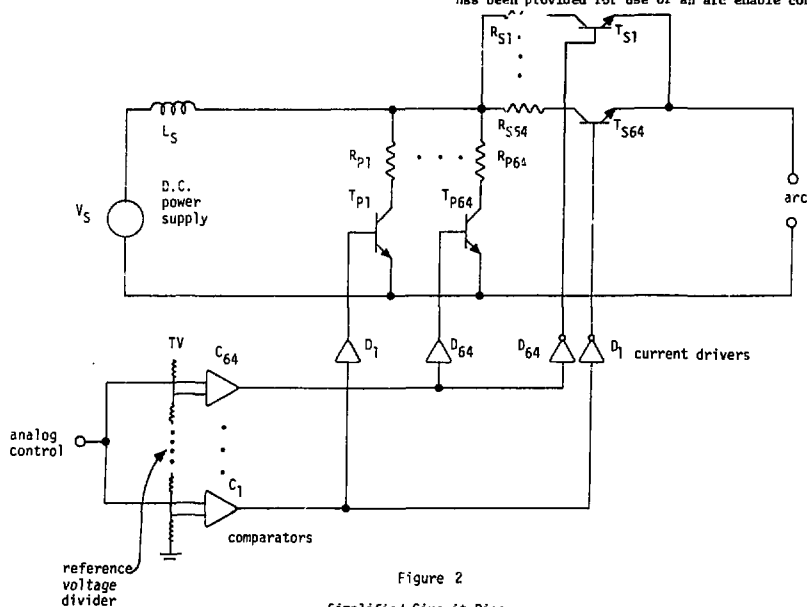 has been provided for use of an arc enable con
R_S1
T_S1
L_S
R_S54
T_S64
R_P1
R_P64
D.C.
power
supply
V_S
T_P1
T_P64
arc
TV
C_64
D_1
D_64
D_64
D_1 current drivers
analog
control
C_1
comparators
reference
voltage
divider
Figure 2